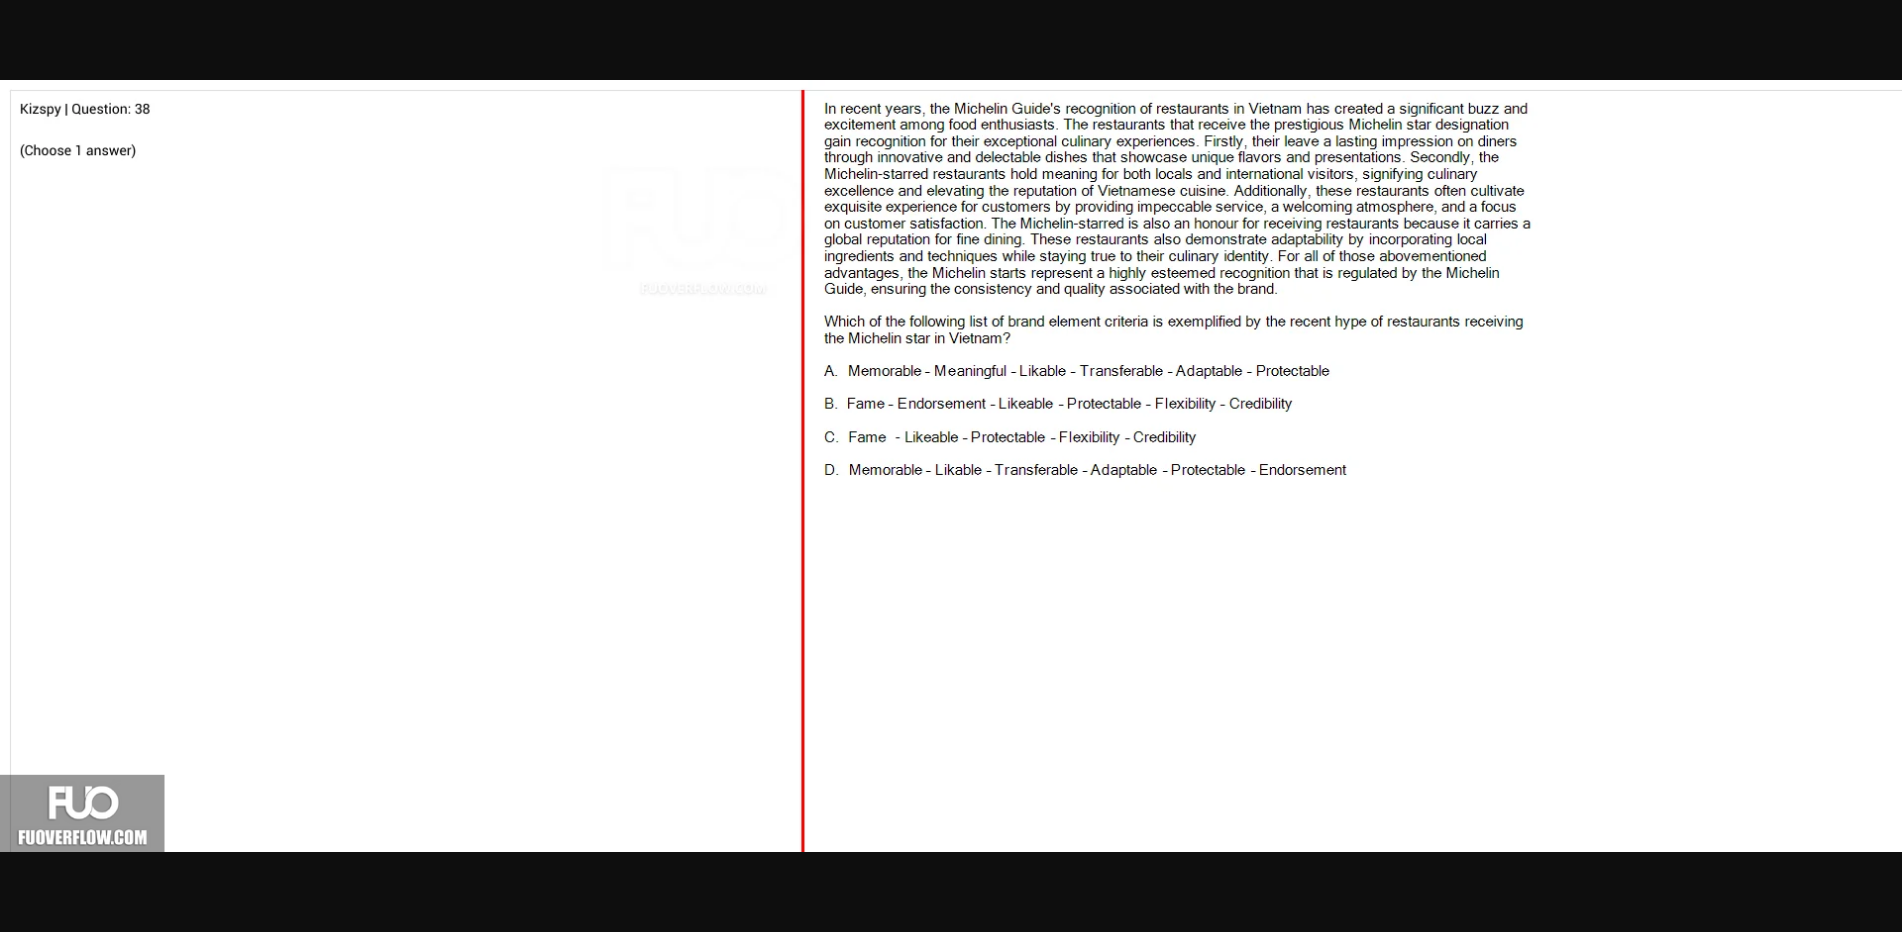 Kizspy | Question: 38
(Choose 1 answer)
In recent years, the Michelin Guide's recognition of restaurants in Vietnam has created a significant buzz and
excitement among food enthusiasts. The restaurants that receive the prestigious Michelin star designation
gain recognition for their exceptional culinary experiences. Firstly, their leave a lasting impression on diners
through innovative and delectable dishes that showcase unique flavors and presentations. Secondly, the
Michelin-starred restaurants hold meaning for both locals and international visitors, signifying culinary
excellence and elevating the reputation of Vietnamese cuisine. Additionally, these restaurants often cultivate
exquisite experience for customers by providing impeccable service, a welcoming atmosphere, and a focus
on customer satisfaction. The Michelin-starred is also an honour for receiving restaurants because it carries a
global reputation for fine dining. These restaurants also demonstrate adaptability by incorporating local
ingredients and techniques while staying true to their culinary identity. For all of those abovementioned
advantages, the Michelin starts represent a highly esteemed recognition that is regulated by the Michelin
Guide, ensuring the consistency and quality associated with the brand.
Which of the following list of brand element criteria is exemplified by the recent hype of restaurants receiving
the Michelin star in Vietnam?
A. Memorable - Meaningful - Likable - Transferable - Adaptable - Protectable
B. Fame - Endorsement - Likeable - Protectable - Flexibility - Credibility
C. Fame - Likeable - Protectable - Flexibility - Credibility
D. Memorable - Likable - Transferable - Adaptable - Protectable - Endorsement
FUO
FUOVERFLOW.COM
FUO
FUOVERFLOW.COM